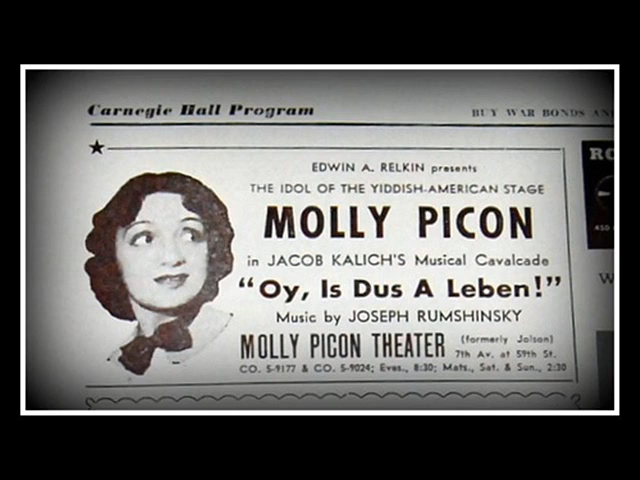 Carnegie Hall Program
BUY WAR BONDS AN
EDWIN A. RELKIN presents
THE IDOL OF THE YIDDISH-AMERICAN STAGE
MOLLY PICON
in JACOB KALICH'S Musical Cavalcade
"Oy, Is Dus A Leben!"
Music by JOSEPH RUMSHINSKY
MOLLY PICON THEATER (formerly Jolson)
7th Av. at 59th St.
CO. 5-9177 & CO. 5-9024; Eves., 8:30; Mats., Sat. & Sun., 2:30
RO
450
W